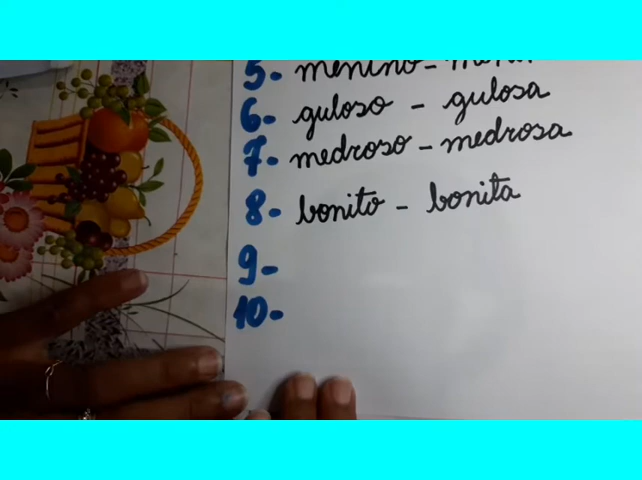 5- menino-
6- guloso - gulosa
7- medroso - medrosa
8- bonito - bonita
9-
10-